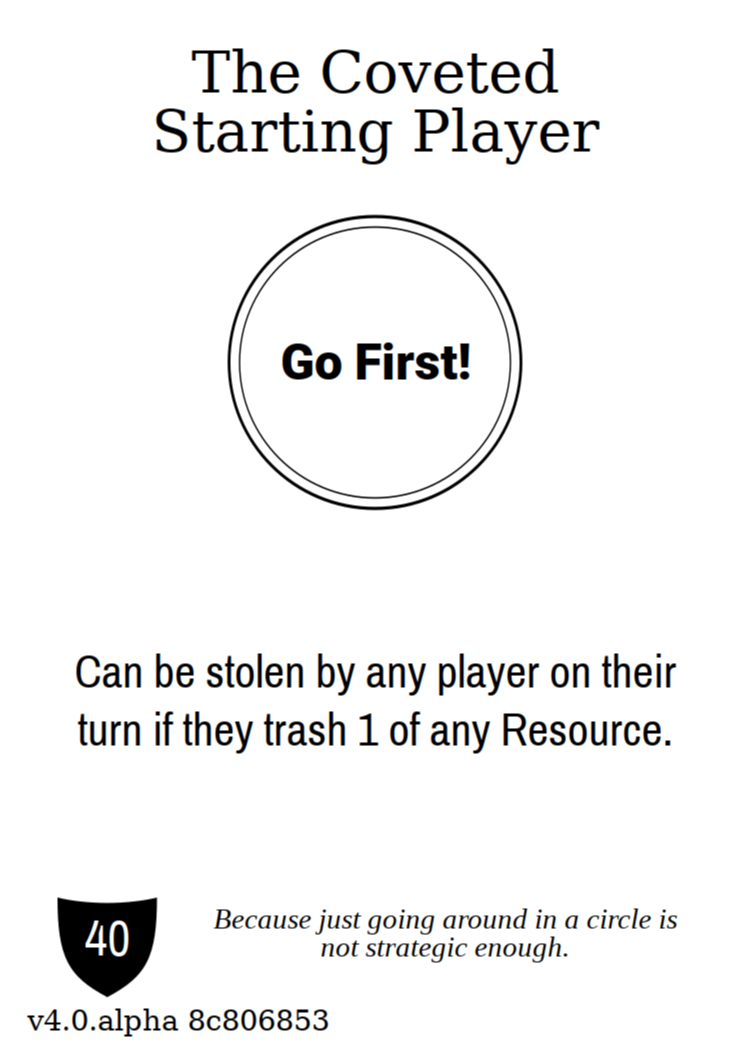 The Coveted
Starting Player
Go First!
Can be stolen by any player on their
turn if they trash 1 of any Resource.
40
Because just going around in a circle is
not strategic enough.
v4.0.alpha 8c806853